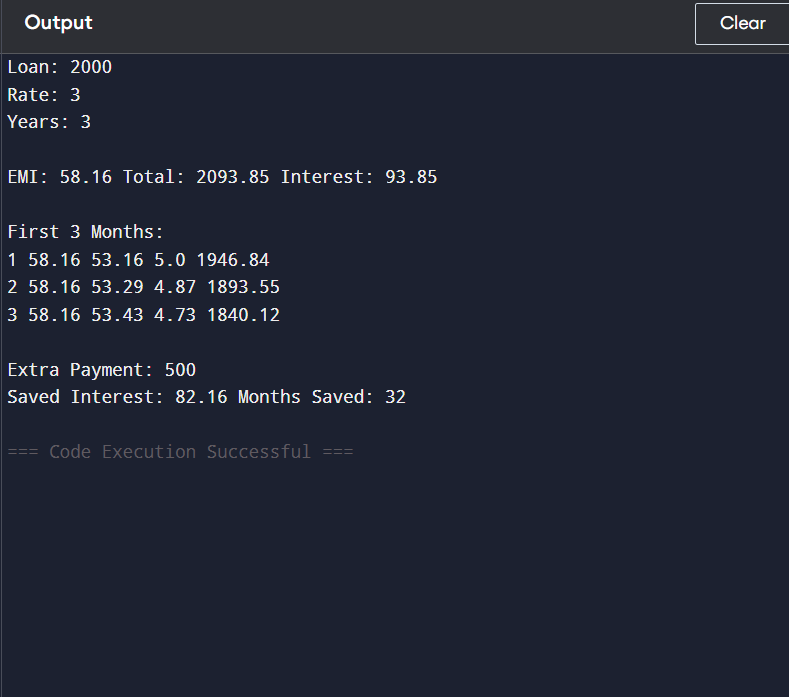 Output
Clear
Loan: 2000
Rate: 3
Years: 3
EMI: 58.16 Total: 2093.85 Interest: 93.85
First 3 Months:
1 58.16 53.16 5.0 1946.84
2 58.16 53.29 4.87 1893.55
3 58.16 53.43 4.73 1840.12
Extra Payment: 500
Saved Interest: 82.16 Months Saved: 32
=== Code Execution Successful ===